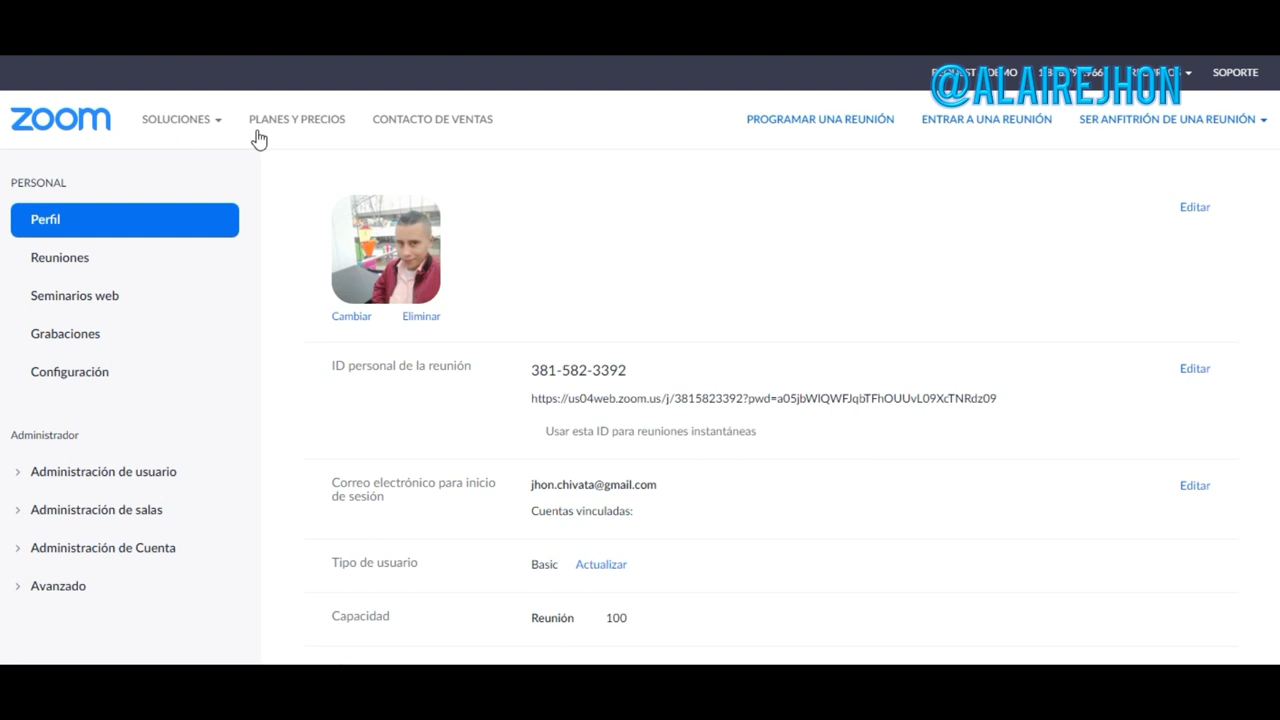 SOPORTE
@ALAIREJHON
zoom
SOLUCIONES
PLANES Y PRECIOS
CONTACTO DE VENTAS
PROGRAMAR UNA REUNIÓN
ENTRAR A UNA REUNIÓN
SER ANFITRIÓN DE UNA REUNIÓN
PERSONAL
Perfil
Reuniones
Seminarios web
Grabaciones
Configuración
Administrador
Administración de usuario
Administración de salas
Administración de Cuenta
Avanzado
Editar
Cambiar Eliminar
ID personal de la reunión
381-582-3392
Editar
https://us04web.zoom.us/j/3815823392?pwd=a05jbWlQWFJqbTFhOUUvL09XcTNRdz09
Usar esta ID para reuniones instantáneas
Correo electrónico para inicio
de sesión
jhon.chivata@gmail.com
Editar
Cuentas vinculadas:
Tipo de usuario
Basic Actualizar
Capacidad
Reunión 100